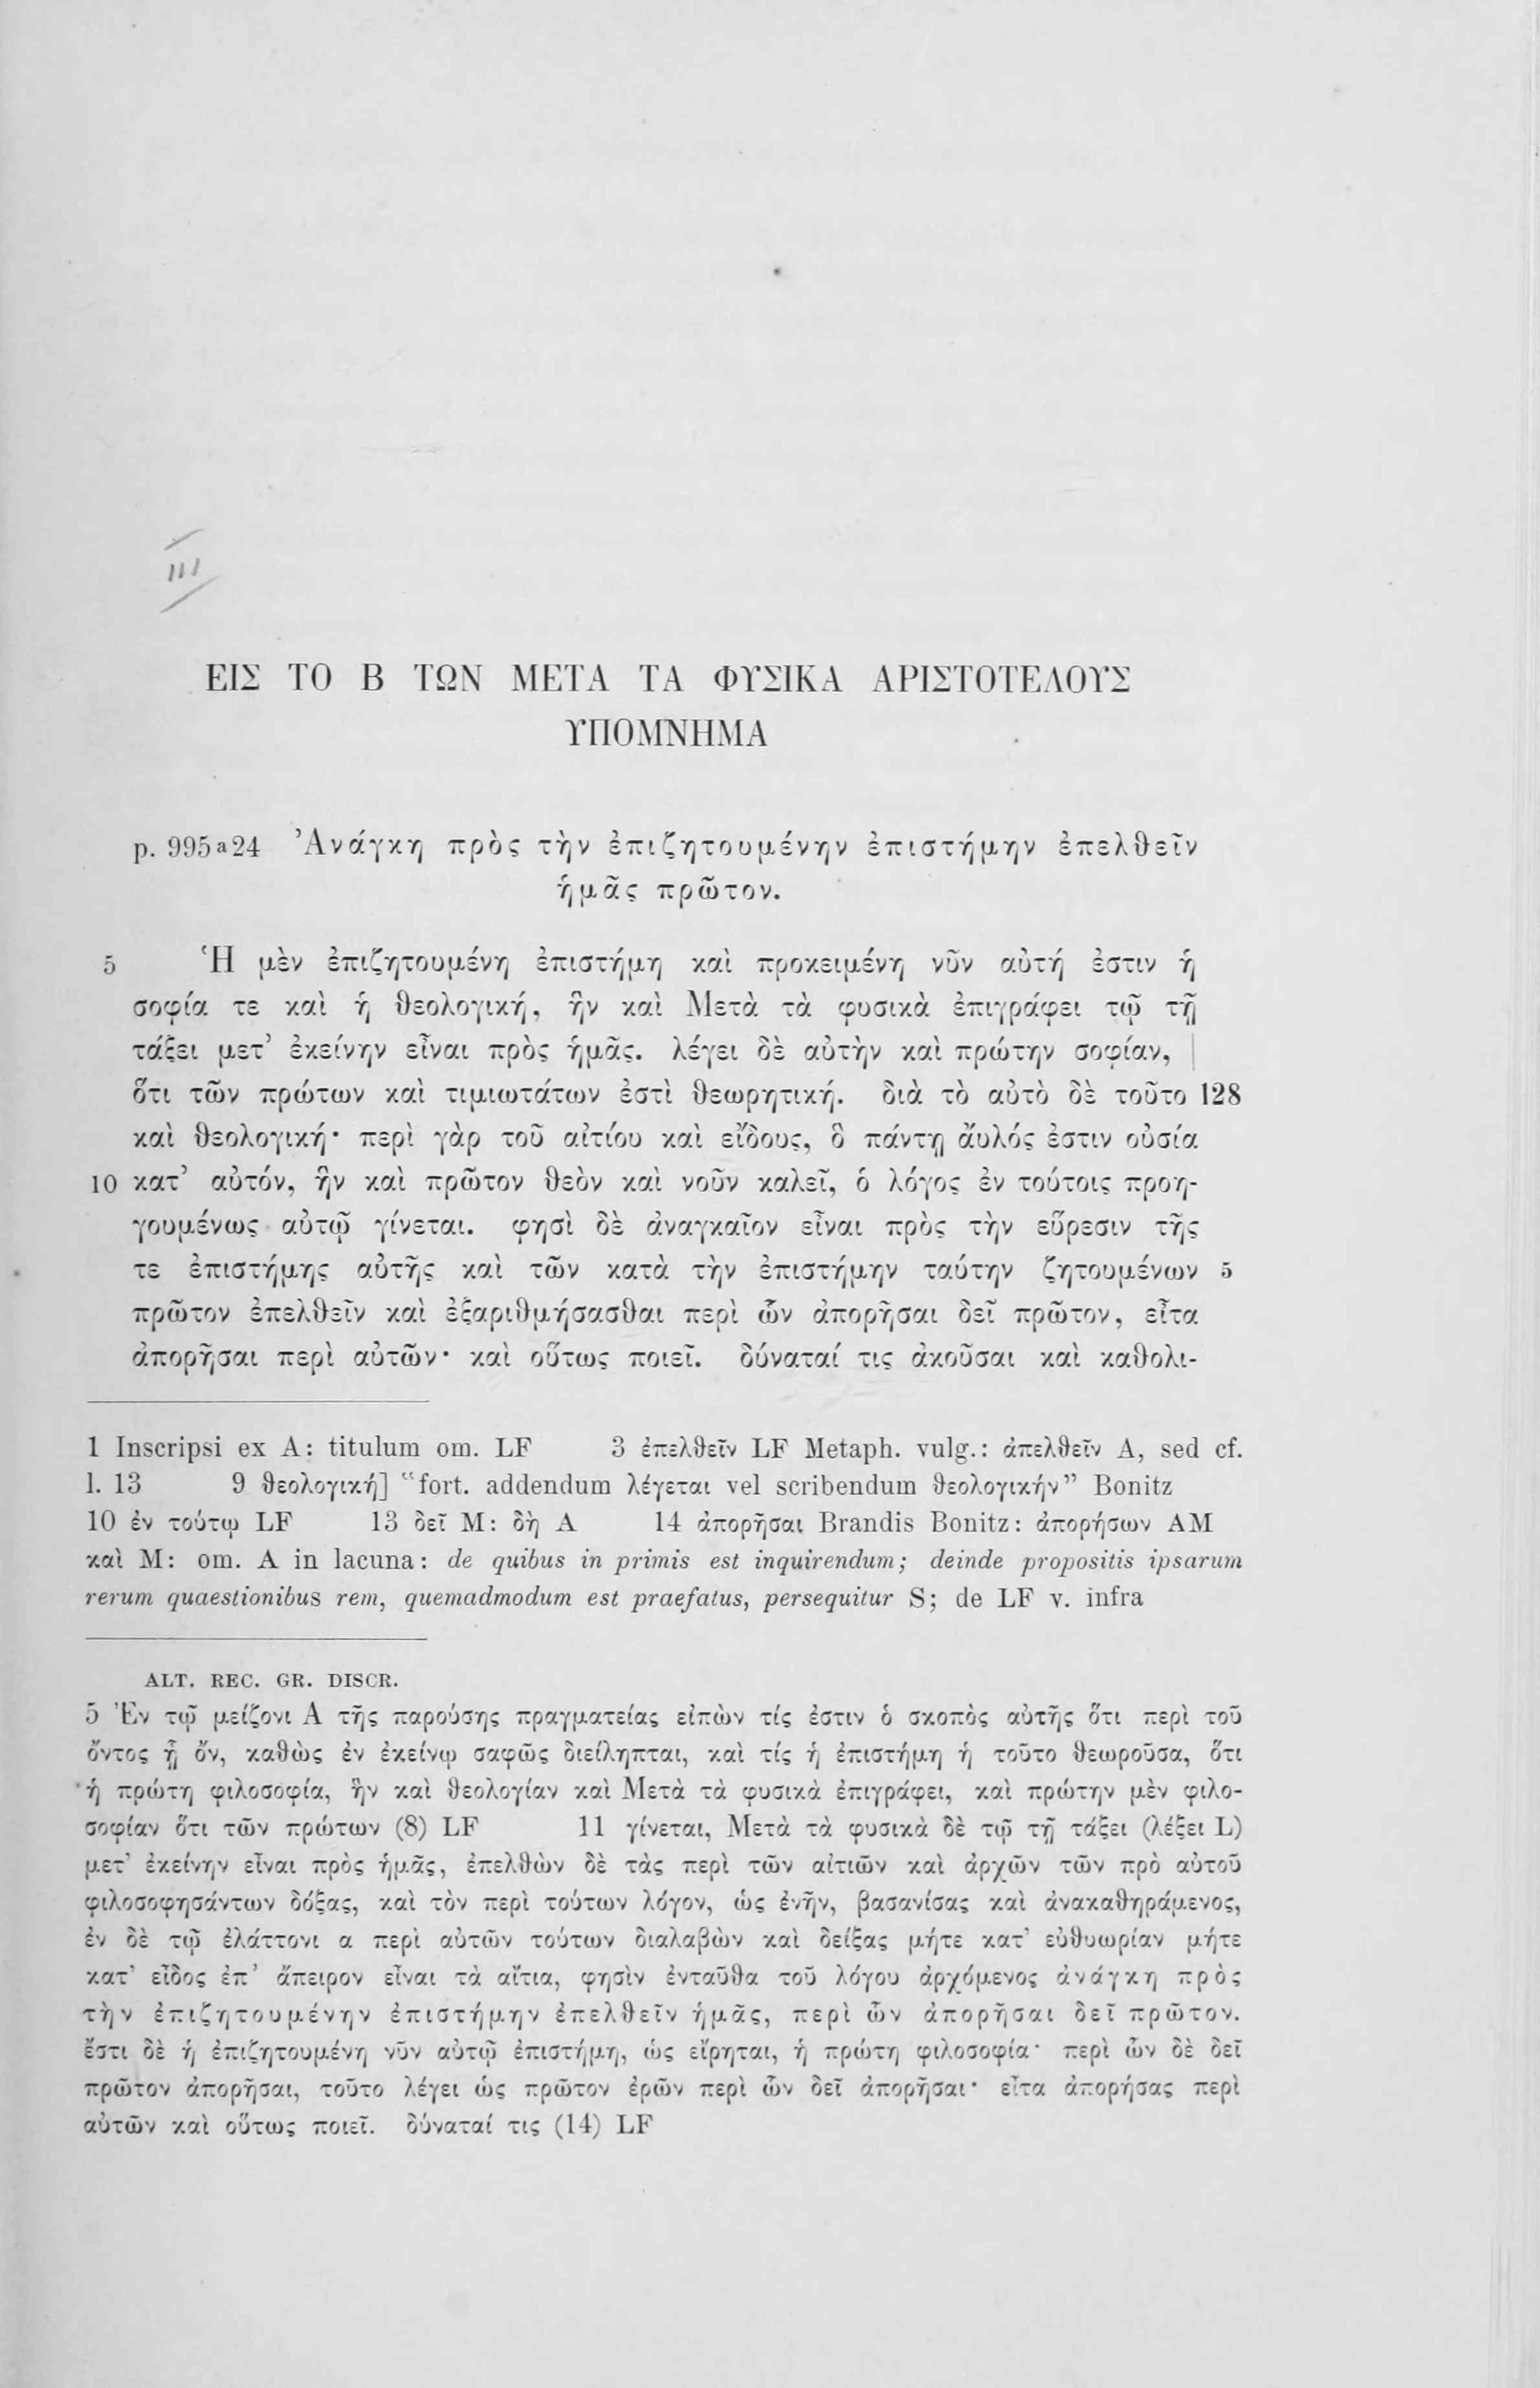 III
ΕΙΣ ΤΟ Β ΤΩΝ ΜΕΤΑ ΤΑ ΦΥΣΙΚΑ ΑΡΙΣΤΟΤΕΛΟΥΣ
ΥΠΟΜΝΗΜΑ
p. 995a24 Ἀνάγκη πρὸς τὴν ἐπιζητουμένην ἐπιστήμην ἐπελθεῖν
ἡμᾶς πρῶτον.
5 Ἡ μὲν ἐπιζητουμένη ἐπιστήμη καὶ προκειμένη νῦν αὐτή ἐστιν ἡ
σοφία τε καὶ ἡ θεολογική, ἣν καὶ Μετὰ τὰ φυσικὰ ἐπιγράφει τῷ τῇ
τάξει μετ’ ἐκείνην εἶναι πρὸς ἡμᾶς. λέγει δὲ αὐτὴν καὶ πρώτην σοφίαν, |
ὅτι τῶν πρώτων καὶ τιμιωτάτων ἐστὶ θεωρητική. διὰ τὸ αὐτὸ δὲ τοῦτο 128
καὶ θεολογική· περὶ γὰρ τοῦ αἰτίου καὶ εἴδους, ὃ πάντῃ ἄυλός ἐστιν οὐσία
10 κατ’ αὐτόν, ἣν καὶ πρῶτον θεὸν καὶ νοῦν καλεῖ, ὁ λόγος ἐν τούτοις προη-
γουμένως αὐτῷ γίνεται. φησὶ δὲ ἀναγκαῖον εἶναι πρὸς τὴν εὕρεσιν τῆς
τε ἐπιστήμης αὐτῆς καὶ τῶν κατὰ τὴν ἐπιστήμην ταύτην ζητουμένων 5
πρῶτον ἐπελθεῖν καὶ ἐξαριθμήσασθαι περὶ ὧν ἀπορῆσαι δεῖ πρῶτον, εἶτα
ἀπορῆσαι περὶ αὐτῶν· καὶ οὕτως ποιεῖ. δύναταί τις ἀκοῦσαι καὶ καθολι-
1 Inscripsi ex A: titulum om. LF 3 ἐπελθεῖν LF Metaph. vulg.: ἀπελθεῖν A, sed cf.
l. 13 9 θεολογική] “fort. addendum λέγεται vel scribendum θεολογικήν” Bonitz
10 ἐν τούτῳ LF 13 δεῖ M: δὴ A 14 ἀπορῆσαι Brandis Bonitz: ἀπορήσων AM
καὶ M: om. A in lacuna: de quibus in primis est inquirendum; deinde propositis ipsarum
rerum quaestionibus rem, quemadmodum est praefatus, persequitur S; de LF v. infra
ALT. REC. GR. DISCR.
5 Ἐν τῷ μείζονι Α τῆς παρούσης πραγματείας εἰπὼν τίς ἐστιν ὁ σκοπὸς αὐτῆς ὅτι περὶ τοῦ
ὄντος ᾗ ὄν, καθὼς ἐν ἐκείνῳ σαφῶς διείληπται, καὶ τίς ἡ ἐπιστήμη ἡ τοῦτο θεωροῦσα, ὅτι
ἡ πρώτη φιλοσοφία, ἣν καὶ θεολογίαν καὶ Μετὰ τὰ φυσικὰ ἐπιγράφει, καὶ πρώτην μὲν φιλο-
σοφίαν ὅτι τῶν πρώτων (8) LF 11 γίνεται, Μετὰ τὰ φυσικὰ δὲ τῷ τῇ τάξει (λέξει L)
μετ’ ἐκείνην εἶναι πρὸς ἡμᾶς, ἐπελθὼν δὲ τὰς περὶ τῶν αἰτιῶν καὶ ἀρχῶν τῶν πρὸ αὐτοῦ
φιλοσοφησάντων δόξας, καὶ τὸν περὶ τούτων λόγον, ὡς ἐνῆν, βασανίσας καὶ ἀνακαθηράμενος,
ἐν δὲ τῷ ἐλάττονι α περὶ αὐτῶν τούτων διαλαβὼν καὶ δείξας μήτε κατ’ εὐθυωρίαν μήτε
κατ’ εἶδος ἐπ’ ἄπειρον εἶναι τὰ αἴτια, φησὶν ἐνταῦθα τοῦ λόγου ἀρχόμενος ἀνάγκη πρὸς
τὴν ἐπιζητουμένην ἐπιστήμην ἐπελθεῖν ἡμᾶς, περὶ ὧν ἀπορῆσαι δεῖ πρῶτον.
ἔστι δὲ ἡ ἐπιζητουμένη νῦν αὐτῷ ἐπιστήμη, ὡς εἴρηται, ἡ πρώτη φιλοσοφία· περὶ ὧν δὲ δεῖ
πρῶτον ἀπορῆσαι, τοῦτο λέγει ὡς πρῶτον ἐρῶν περὶ ὧν δεῖ ἀπορῆσαι· εἶτα ἀπορήσας περὶ
αὐτῶν καὶ οὕτως ποιεῖ. δύναταί τις (14) LF